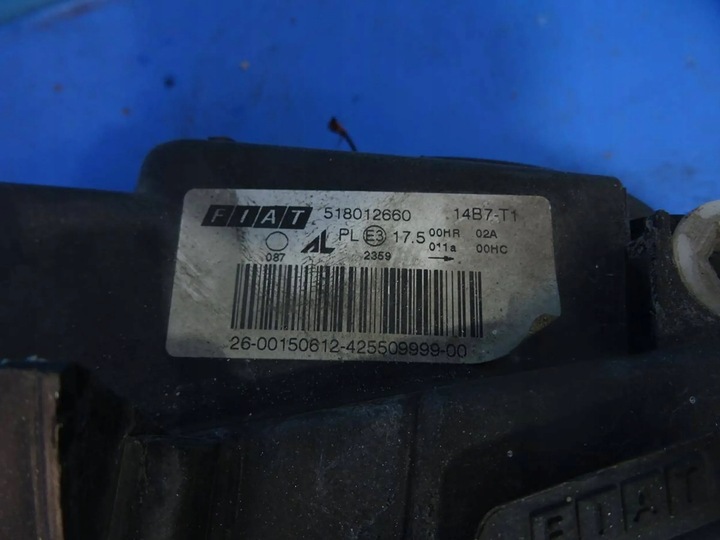 FIAT 518012660 14B7-T1
AL PL E3 17.5 00HR 02A
011a 00HC
087 2359
26-00150612-425509999-00
FIAT